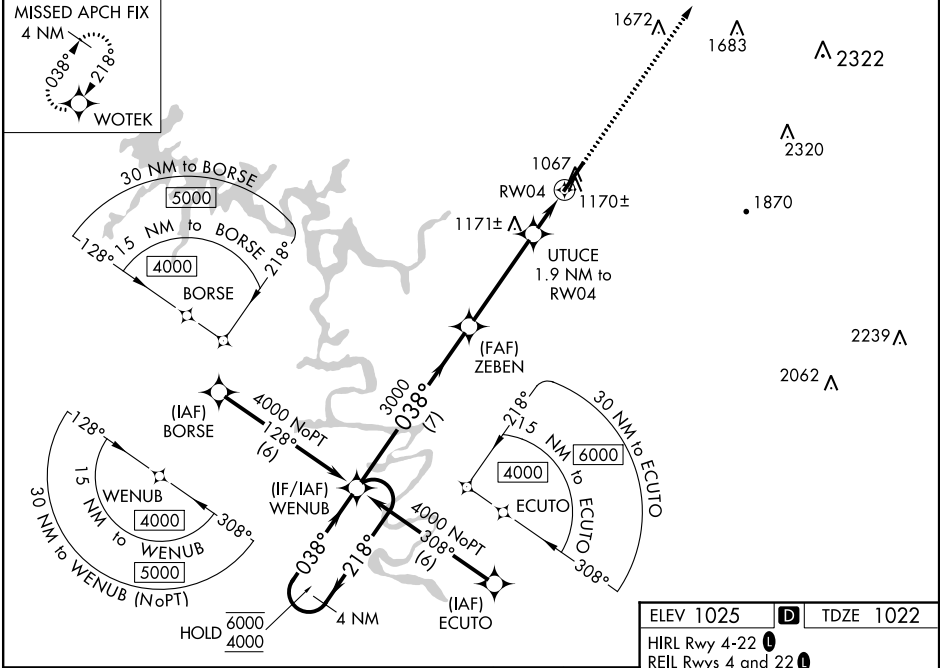 MISSED APCH FIX
4 NM
038°
218°
WOTEK
1672
1683
2322
2320
1870
1067
RW04
1170±
1171±
UTUCE
1.9 NM to
RW04
30 NM to BORSE
5000
15 NM to BORSE
4000
128°
218°
BORSE
(FAF)
ZEBEN
2239
2062
3000
038°
(7)
(IAF)
BORSE
4000 NoPT
128°
(6)
218°
30 NM to ECUTO
6000
15 NM to ECUTO
4000
ECUTO
308°
128°
WENUB
4000
15 NM to WENUB
5000
30 NM to WENUB (NoPT)
308°
(IF/IAF)
WENUB
4000 NoPT
308°
(6)
038°
218°
(IAF)
ECUTO
HOLD 6000
4000
4 NM
ELEV 1025 D TDZE 1022
HIRL Rwy 4-22 L
REIL Rwys 4 and 22 L